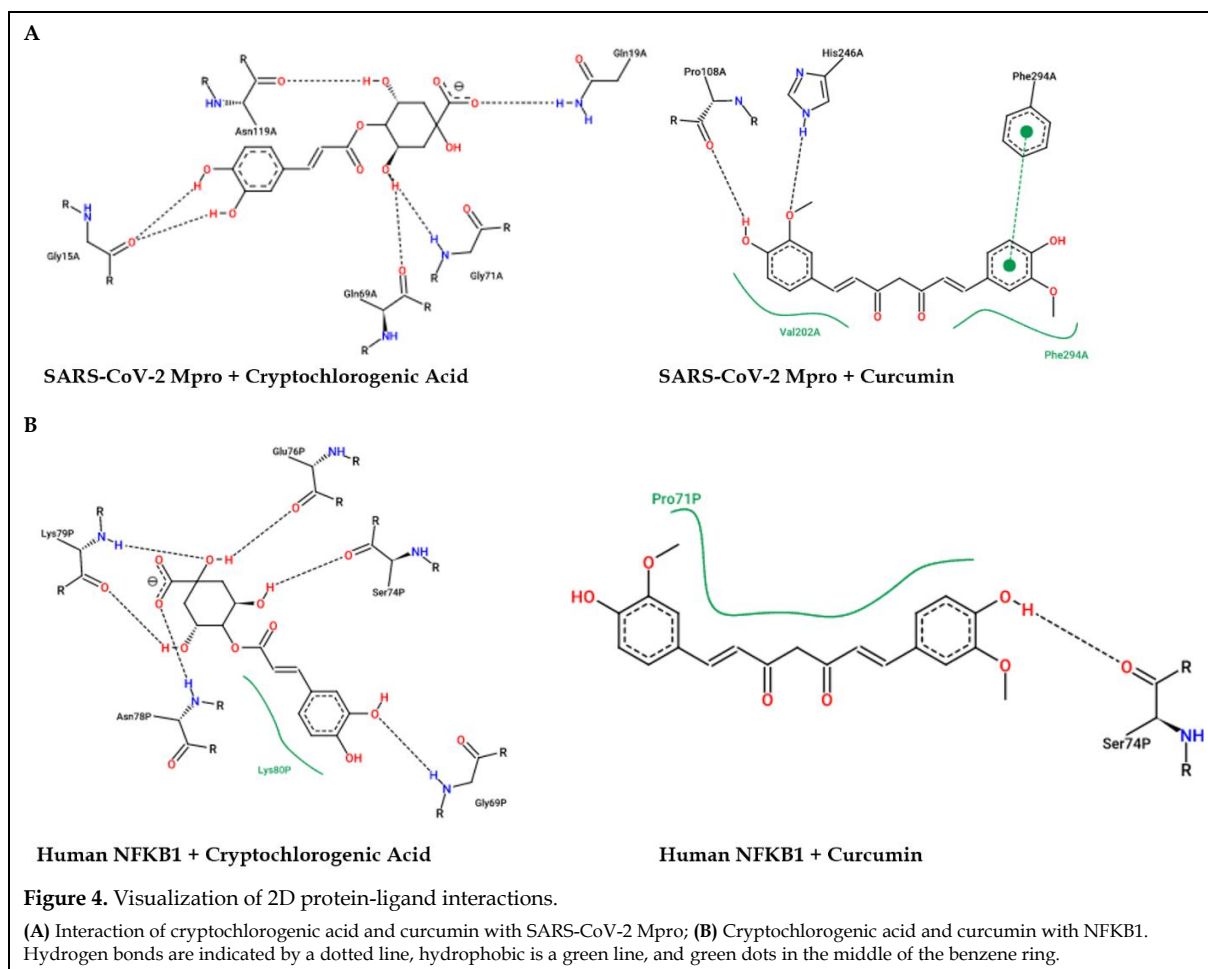 A
Gln19A
His246A
Pro108A
Phe294A
R
O
H
O
O
⊖
O
H
N
H
R
HN
Asn119A
O
O
OH
N
N
H
R
N
R
O
H
O
O
H
O
H
R
H
N
O
R
Gly15A
O
H
O
R
H
N
R
Gly71A
O
R
Gln69A
NH
R
H
O
O
OH
O
O
O
Val202A
Phe294A
SARS-CoV-2 Mpro + Cryptochlorogenic Acid
SARS-CoV-2 Mpro + Curcumin
B
Glu76P
NH
R
R
O
Lys79P
R
N
H
O
R
O
H
O
⊖
O
R
O
NH
R
Ser74P
H
O
H
O
O
O
H
N
R
Asn78P
O
R
Lys80P
H
O
OH
O
R
H
N
R
Gly69P
Pro71P
O
HO
O
H
O
O
O
O
R
Ser74P
NH
R
Human NFKB1 + Cryptochlorogenic Acid
Human NFKB1 + Curcumin
Figure 4. Visualization of 2D protein-ligand interactions.
(A) Interaction of cryptochlorogenic acid and curcumin with SARS-CoV-2 Mpro; (B) Cryptochlorogenic acid and curcumin with NFKB1.
Hydrogen bonds are indicated by a dotted line, hydrophobic is a green line, and green dots in the middle of the benzene ring.